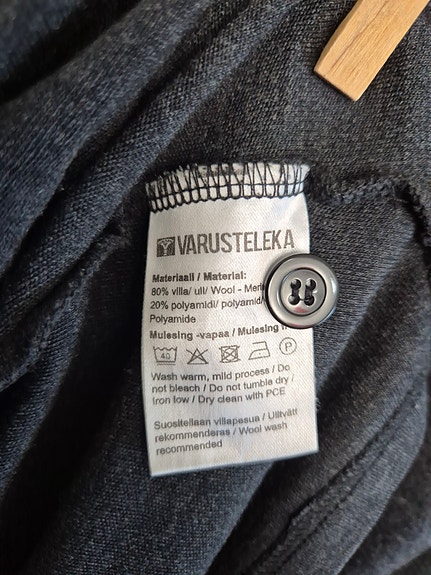 VARUSTELEKA
Materiaali / Material:
80% villa/ ull/ Wool -
20% polyamidi/ polyamid/
Polyamide
Mulesing -vapaa / Mulesing
40 P
Wash warm, mild process / Do
not bleach / Do not tumble dry /
Iron low / Dry clean with PCE
Suositellaan villapesua / Ulltvätt
rekommenderas / Wool wash
recommended